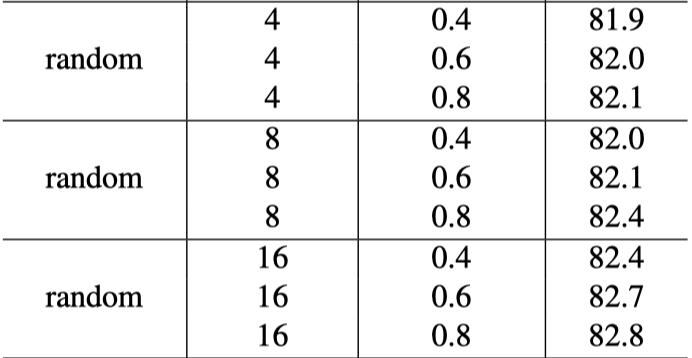 4 0.4 81.9
random 4 0.6 82.0
4 0.8 82.1
8 0.4 82.0
random 8 0.6 82.1
8 0.8 82.4
16 0.4 82.4
random 16 0.6 82.7
16 0.8 82.8